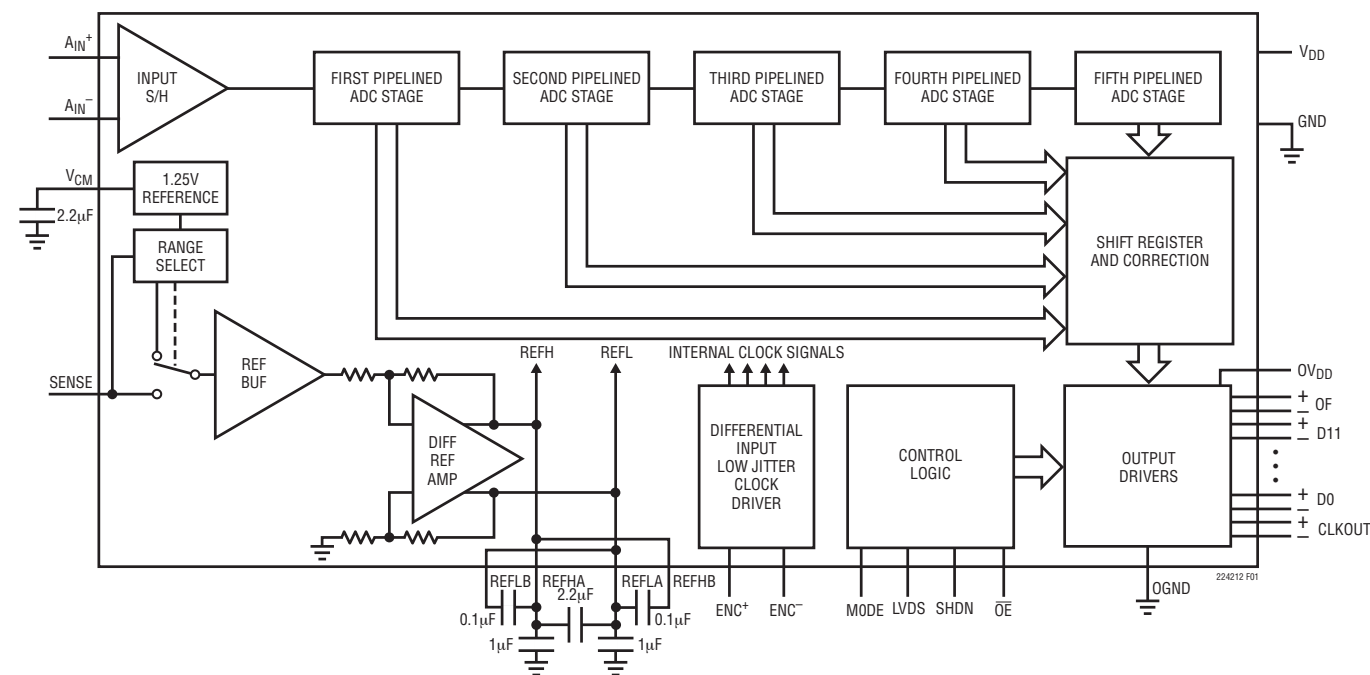 AIN+
AIN−
INPUT
S/H
FIRST PIPELINED
ADC STAGE
SECOND PIPELINED
ADC STAGE
THIRD PIPELINED
ADC STAGE
FOURTH PIPELINED
ADC STAGE
FIFTH PIPELINED
ADC STAGE
VDD
GND
VCM
2.2µF
1.25V
REFERENCE
RANGE
SELECT
SHIFT REGISTER
AND CORRECTION
SENSE
REF
BUF
REFH
REFL
INTERNAL CLOCK SIGNALS
DIFF
REF
AMP
DIFFERENTIAL
INPUT
LOW JITTER
CLOCK
DRIVER
CONTROL
LOGIC
OUTPUT
DRIVERS
OVDD
+
−
OF
+
−
D11
+
−
D0
+
−
CLKOUT
REFLB
REFHA
REFLA
REFHB
2.2µF
0.1µF
0.1µF
1µF
1µF
ENC+
ENC−
MODE
LVDS
SHDN
O̅E̅
OGND
224212 F01